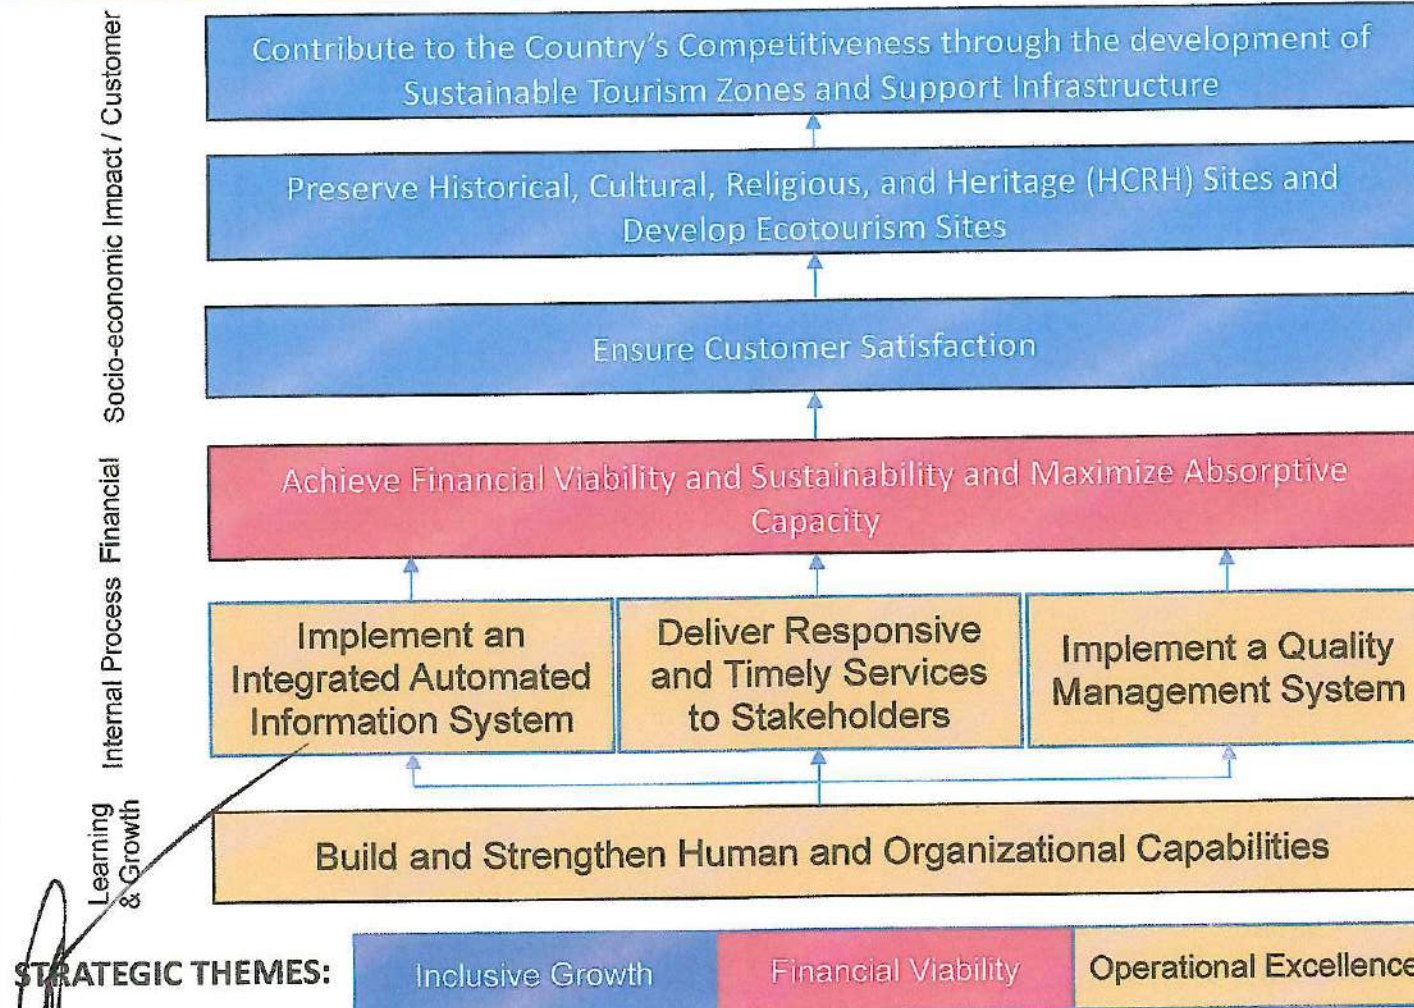 Socio-economic Impact / Customer
Contribute to the Country's Competitiveness through the development of
Sustainable Tourism Zones and Support Infrastructure
Preserve Historical, Cultural, Religious, and Heritage (HCRH) Sites and
Develop Ecotourism Sites
Ensure Customer Satisfaction
Financial
Achieve Financial Viability and Sustainability and Maximize Absorptive
Capacity
Internal Process
Implement an
Integrated Automated
Information System
Deliver Responsive
and Timely Services
to Stakeholders
Implement a Quality
Management System
Learning
& Growth
Build and Strengthen Human and Organizational Capabilities
STRATEGIC THEMES:
Inclusive Growth
Financial Viability
Operational Excellence